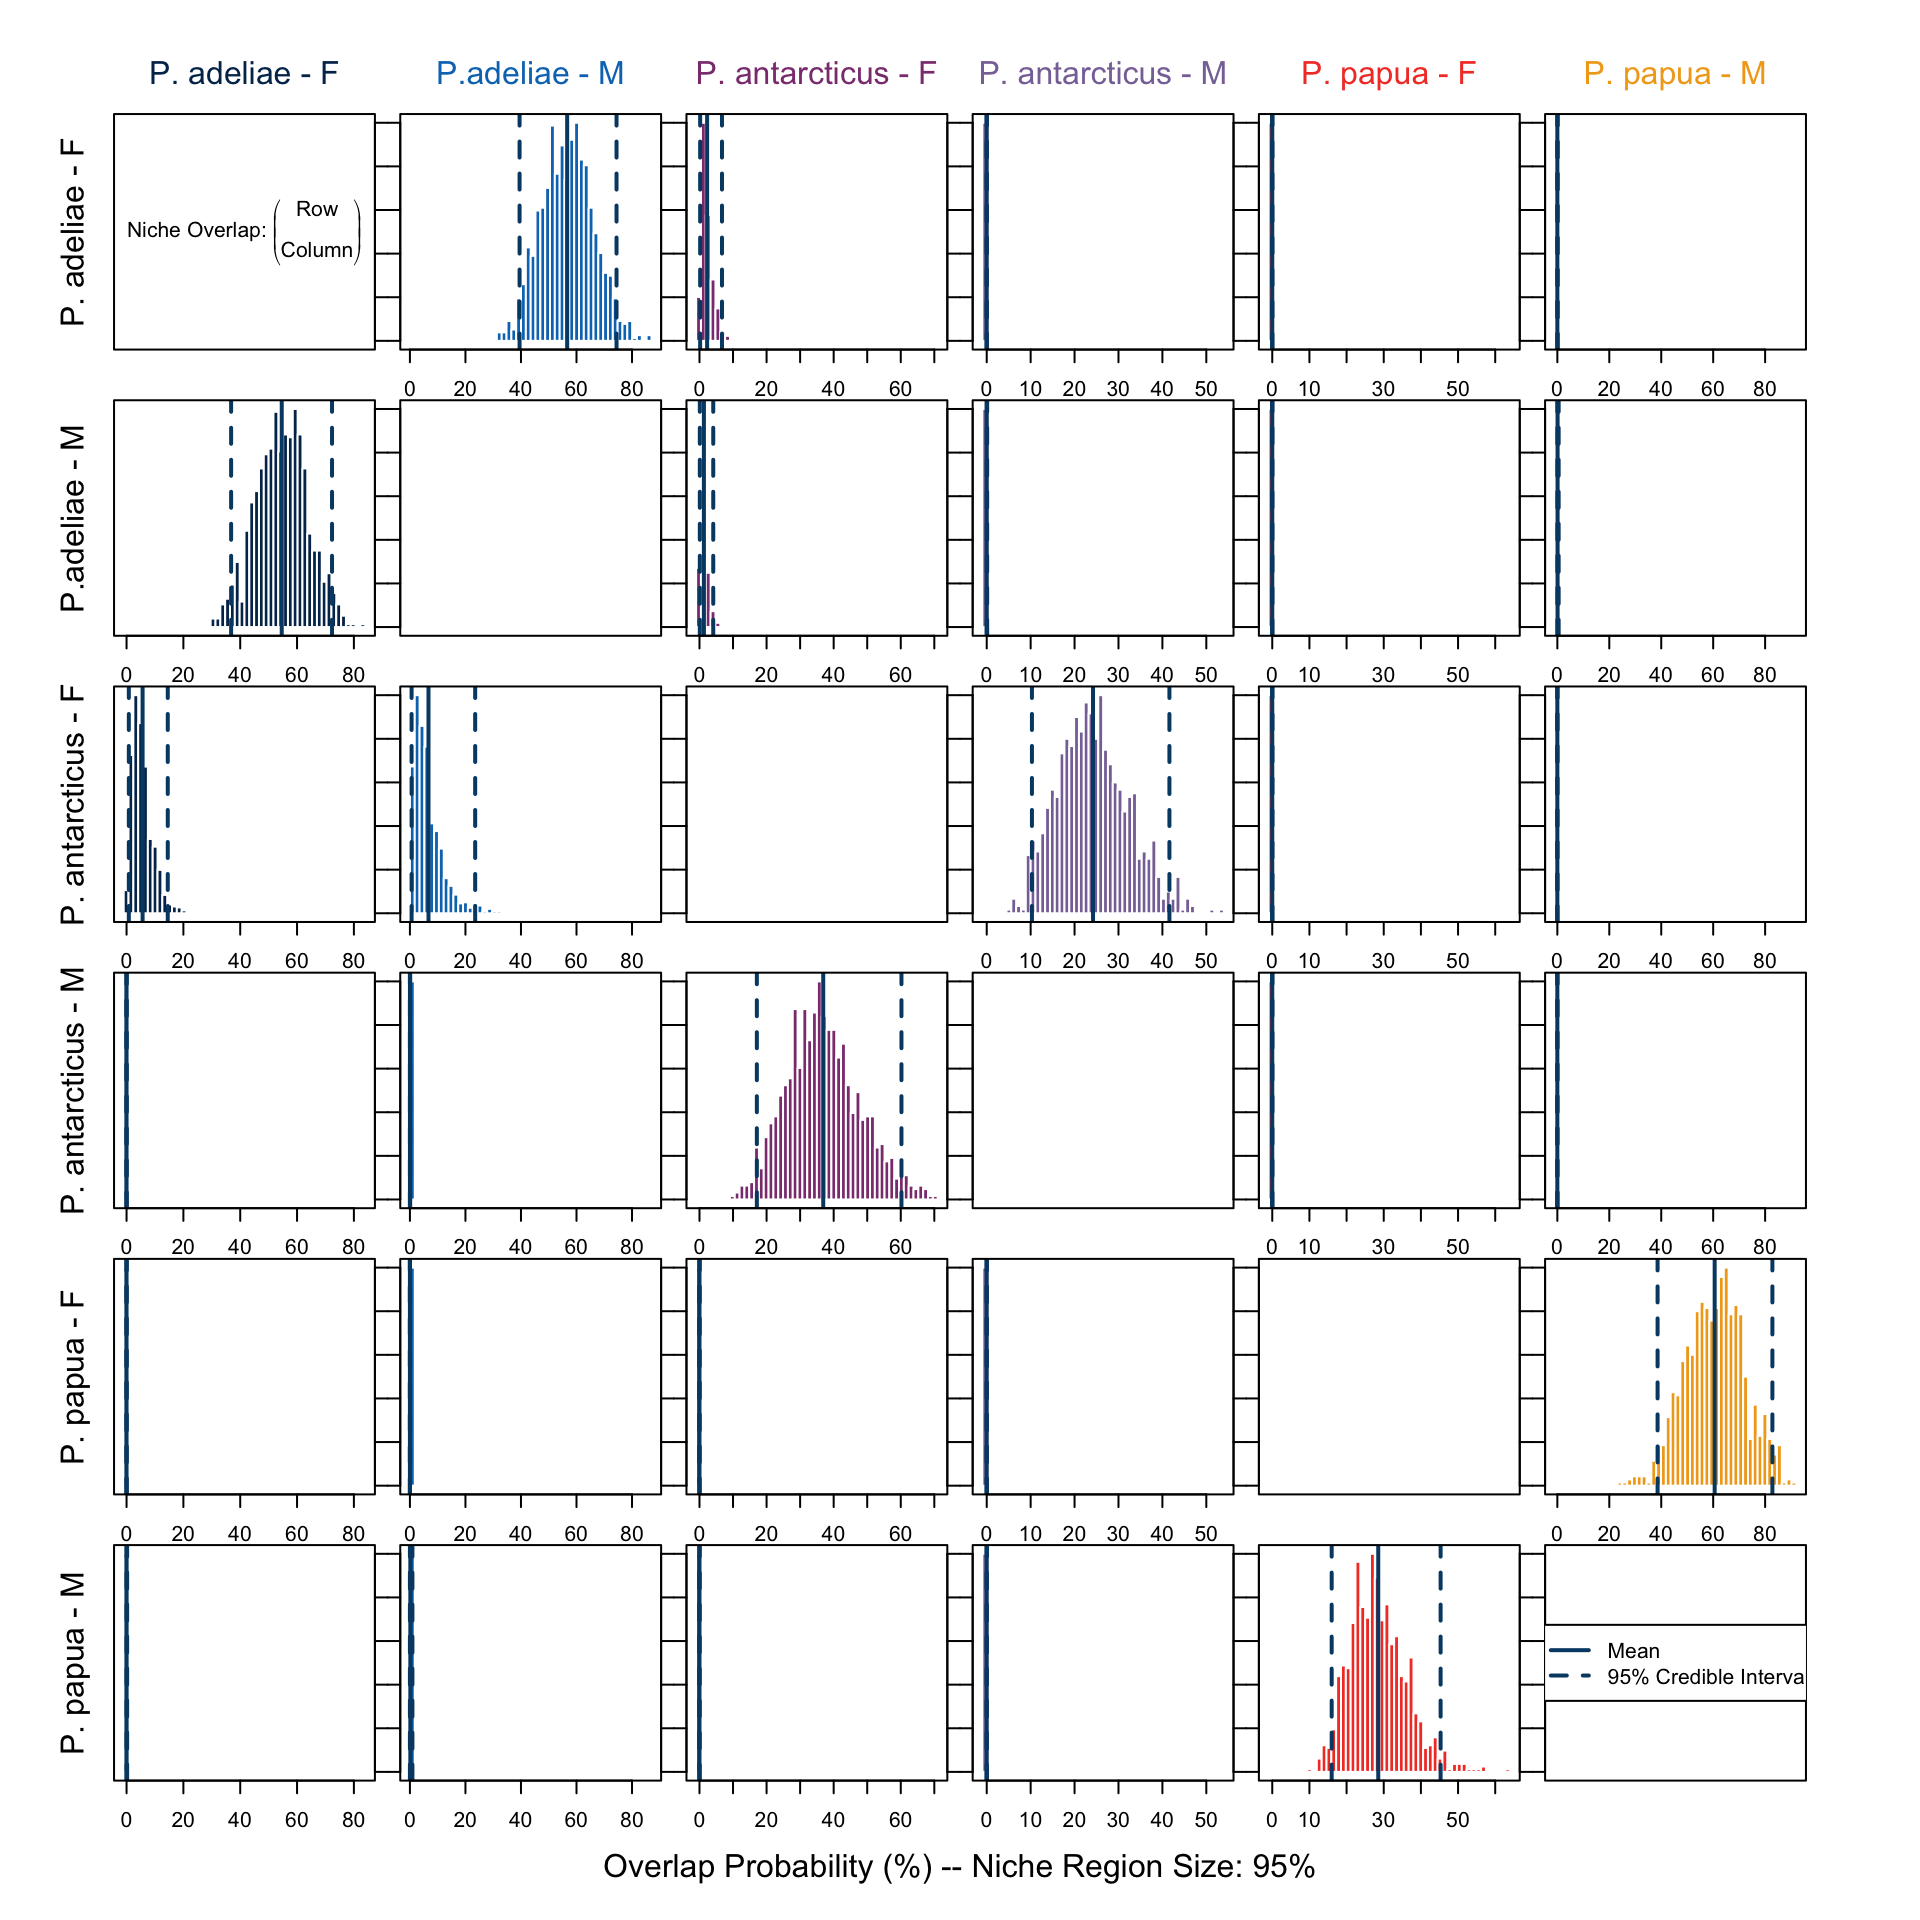 P. adeliae - F P.adeliae - M P. antarcticus - F P. antarcticus - M P. papua - F P. papua - M
P. adeliae - F
Niche Overlap: (Row
Column)
0 20 40 60 80 0 20 40 60 0 10 20 30 40 50 0 10 30 50 0 20 40 60 80
P.adeliae - M
0 20 40 60 80 0 20 40 60 0 10 20 30 40 50 0 10 30 50 0 20 40 60 80
P. antarcticus - F
0 20 40 60 80 0 20 40 60 80 0 10 20 30 40 50 0 10 30 50 0 20 40 60 80
P. antarcticus - M
0 20 40 60 80 0 20 40 60 80 0 20 40 60 0 10 30 50 0 20 40 60 80
P. papua - F
0 20 40 60 80 0 20 40 60 80 0 20 40 60 0 10 20 30 40 50 0 20 40 60 80
P. papua - M
Mean
95% Credible Interva
0 20 40 60 80 0 20 40 60 80 0 20 40 60 0 10 20 30 40 50 0 10 30 50
Overlap Probability (%) -- Niche Region Size: 95%